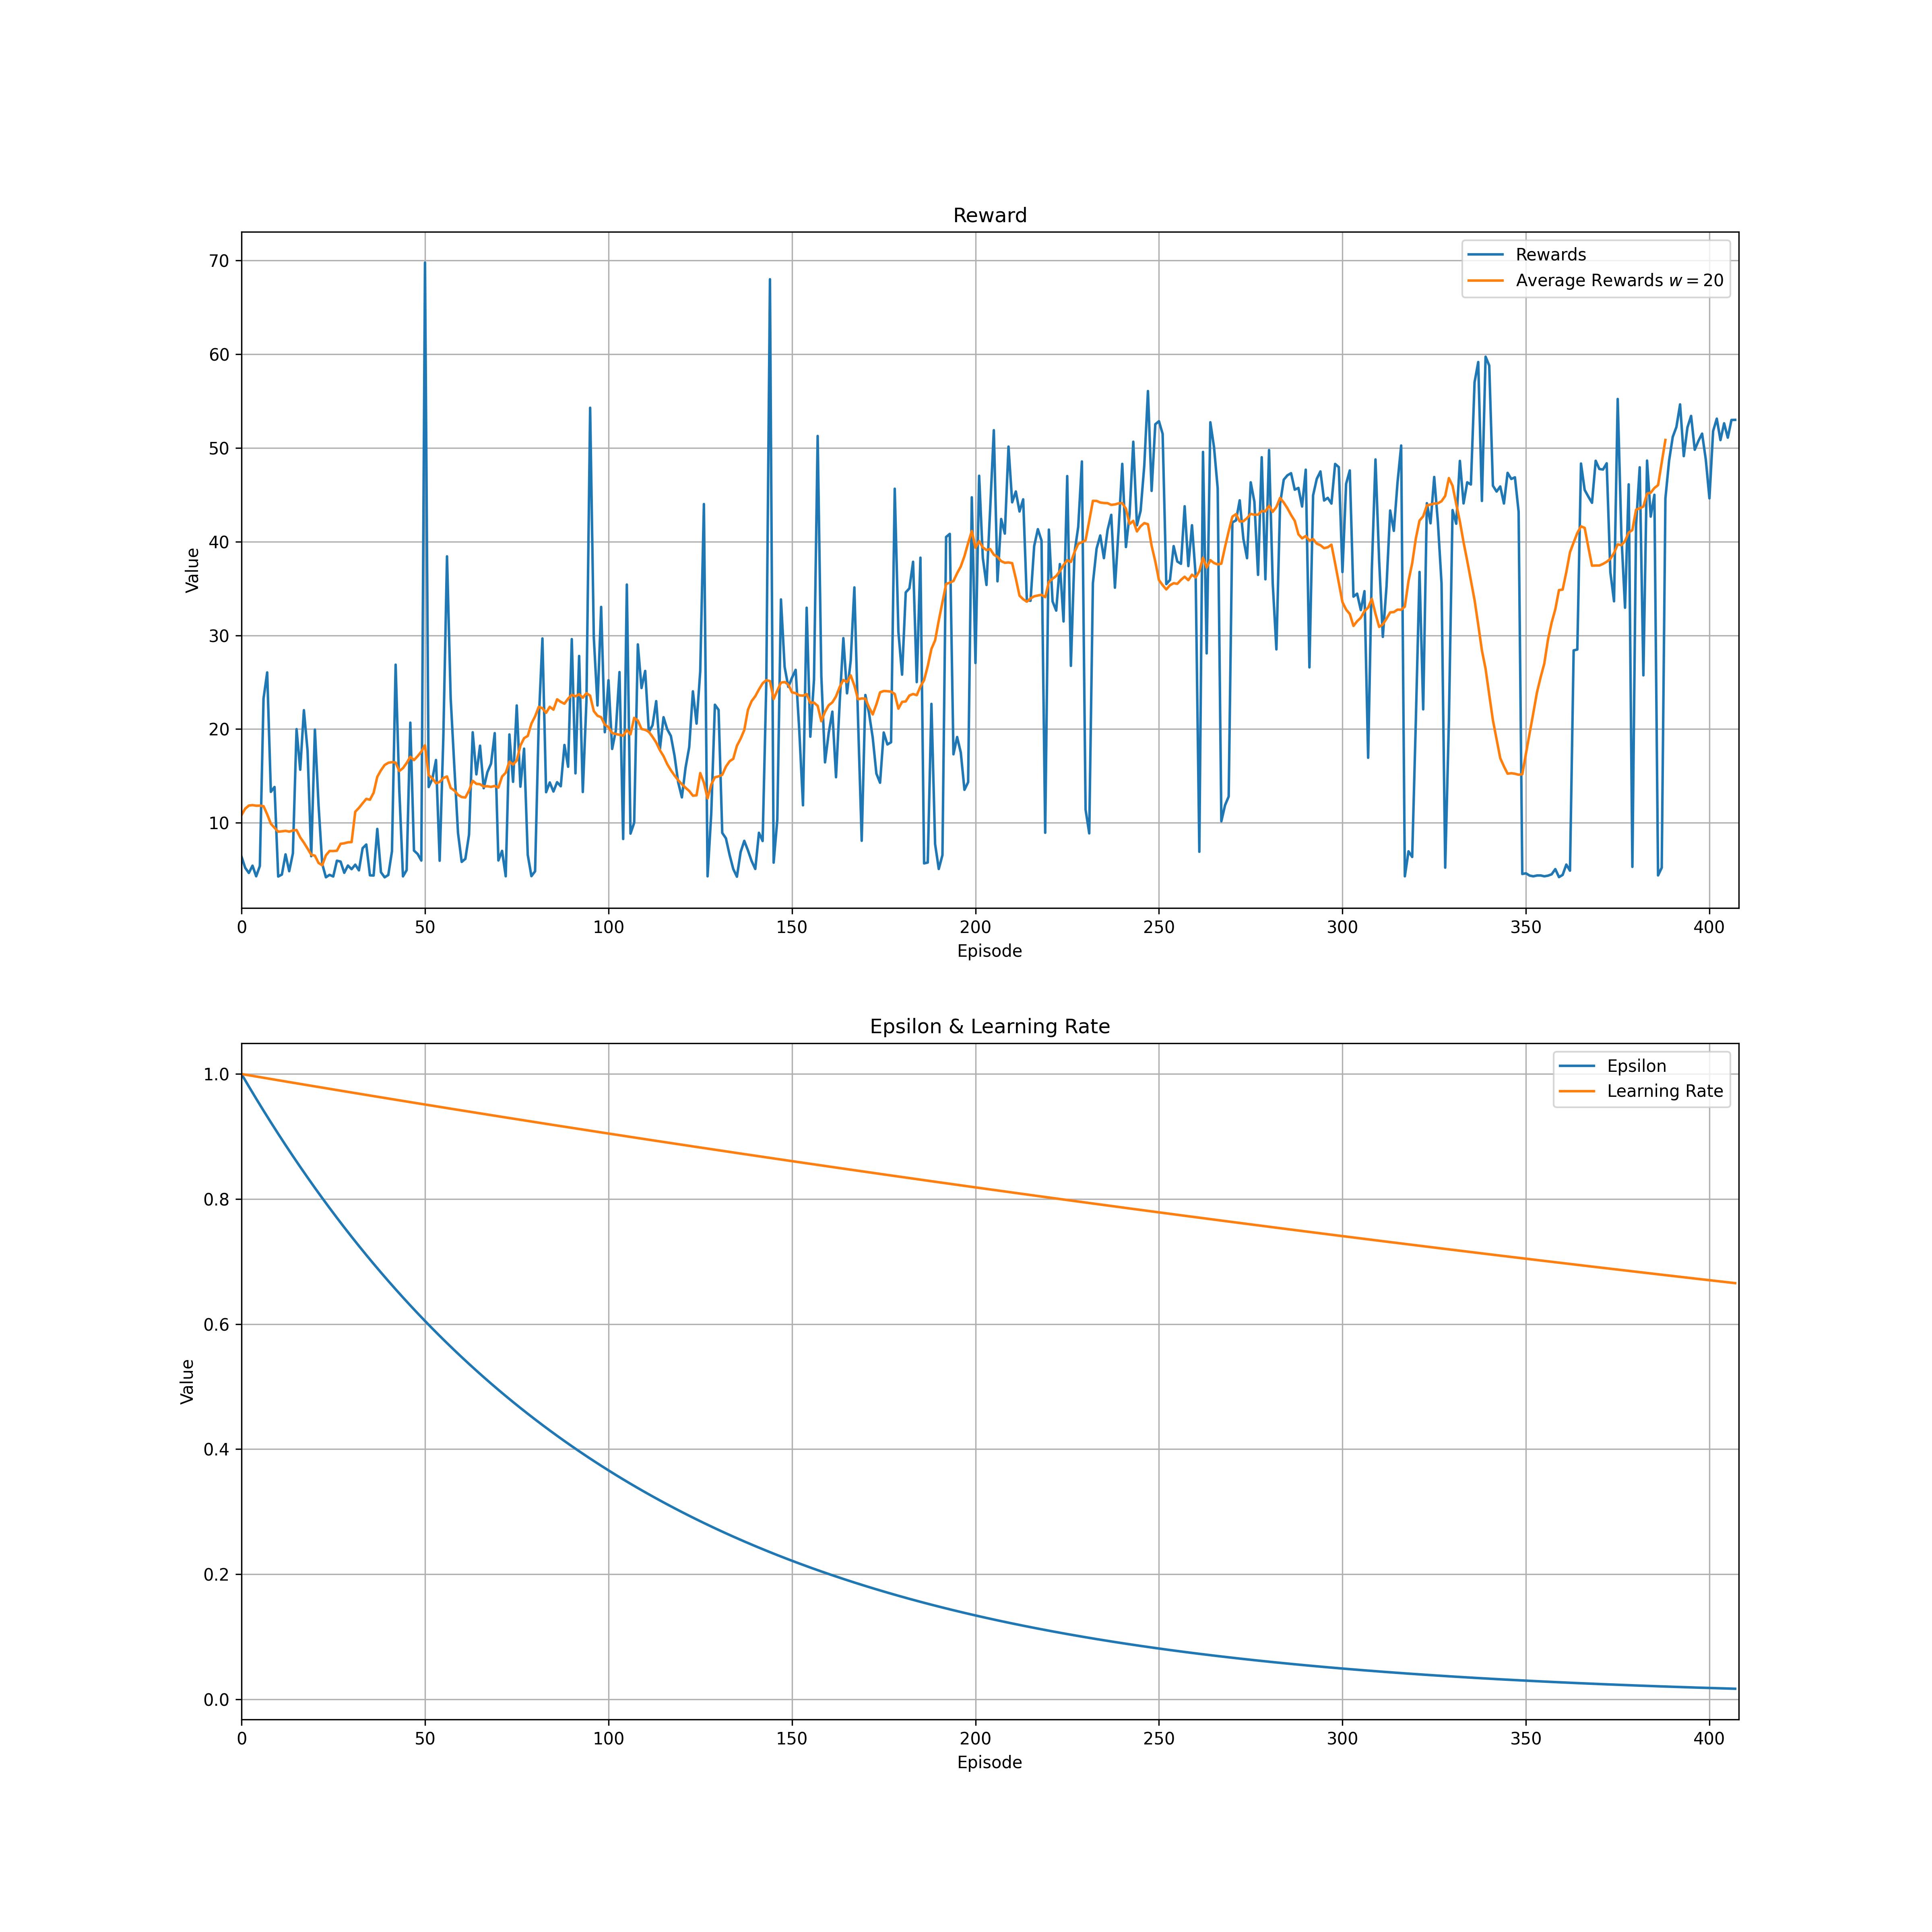 Reward
Rewards
Average Rewards w = 20
70
60
50
40
30
20
10
Value
0 50 100 150 200 250 300 350 400
Episode
Epsilon & Learning Rate
Epsilon
Learning Rate
1.0
0.8
0.6
0.4
0.2
0.0
Value
0 50 100 150 200 250 300 350 400
Episode